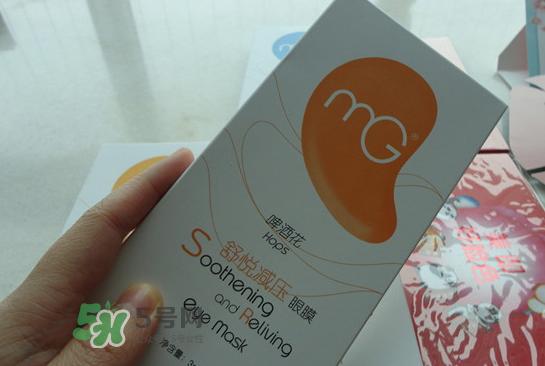 mG®
啤酒花
Hops
舒悦减压 眼膜
Soothening
and Reliving
eye mask
净含量:
5号网